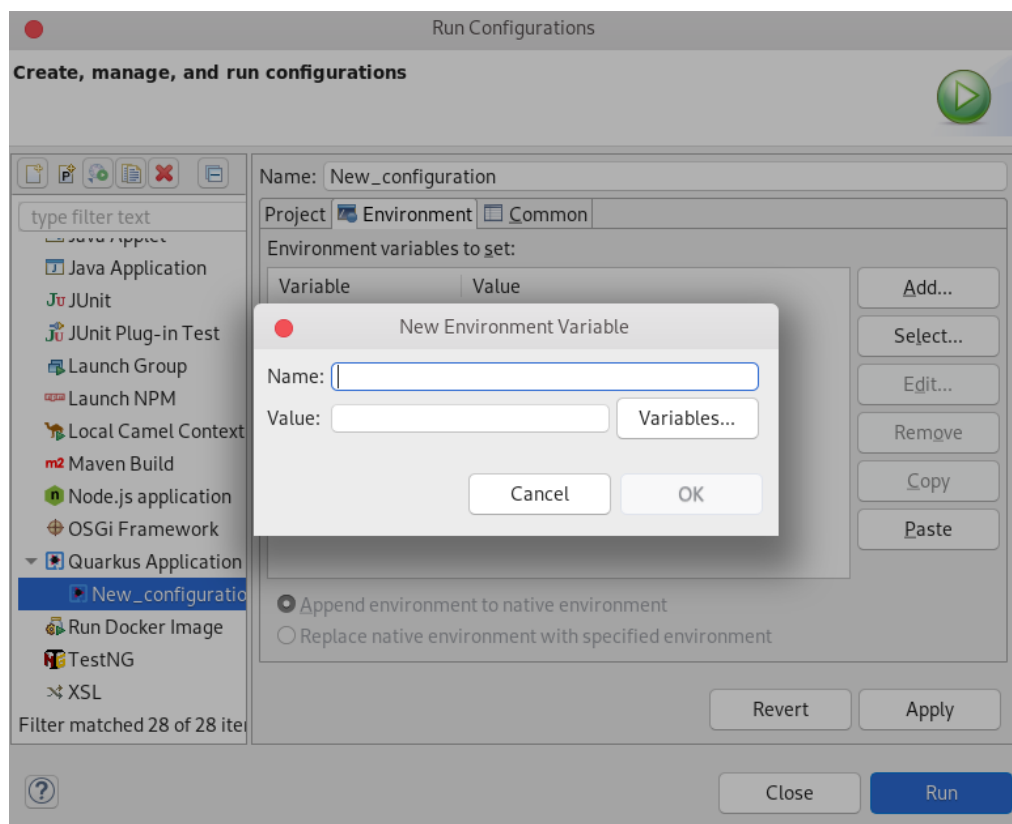 Run Configurations
Create, manage, and run configurations
type filter text
Java Applet
Java Application
JUnit
JUnit Plug-in Test
Launch Group
Launch NPM
Local Camel Context
Maven Build
Node.js application
OSGi Framework
Quarkus Application
New_configuratio
Run Docker Image
TestNG
XSL
Filter matched 28 of 28 iter
Name: New_configuration
Project Environment Common
Environment variables to set:
Variable Value
Add...
Select...
Edit...
Remove
Copy
Paste
New Environment Variable
Name:
Value: Variables...
Cancel OK
Append environment to native environment
Replace native environment with specified environment
Revert Apply
Close Run